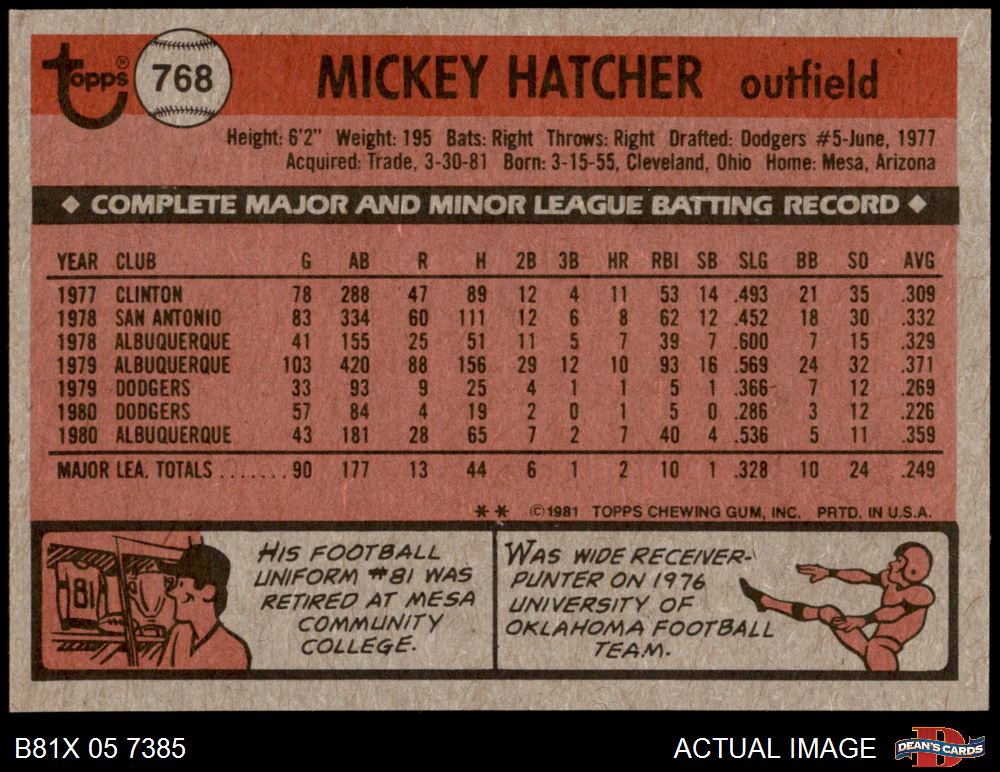 topps® 768 MICKEY HATCHER outfield
Height: 6'2" Weight: 195 Bats: Right Throws: Right Drafted: Dodgers #5-June, 1977
Acquired: Trade, 3-30-81 Born: 3-15-55, Cleveland, Ohio Home: Mesa, Arizona
◆ COMPLETE MAJOR AND MINOR LEAGUE BATTING RECORD ◆
YEAR CLUB G AB R H 2B 3B HR RBI SB SLG BB SO AVG
1977 CLINTON 78 288 47 89 12 4 11 53 14 .493 21 35 .309
1978 SAN ANTONIO 83 334 60 111 12 6 8 62 12 .452 18 30 .332
1978 ALBUQUERQUE 41 155 25 51 11 5 7 39 7 .600 7 15 .329
1979 ALBUQUERQUE 103 420 88 156 29 12 10 93 16 .569 24 32 .371
1979 DODGERS 33 93 9 25 4 1 1 5 1 .366 7 12 .269
1980 DODGERS 57 84 4 19 2 0 1 5 0 .286 3 12 .226
1980 ALBUQUERQUE 43 181 28 65 7 2 7 40 4 .536 5 11 .359
MAJOR LEA. TOTALS ....... 90 177 13 44 6 1 2 10 1 .328 10 24 .249
** ©1981 TOPPS CHEWING GUM, INC. PRTD. IN U.S.A.
81
HIS FOOTBALL
UNIFORM #81 WAS
RETIRED AT MESA
COMMUNITY
COLLEGE.
WAS WIDE RECEIVER-
PUNTER ON 1976
UNIVERSITY OF
OKLAHOMA FOOTBALL
TEAM.
B81X 05 7385 ACTUAL IMAGE D DEAN'S CARDS